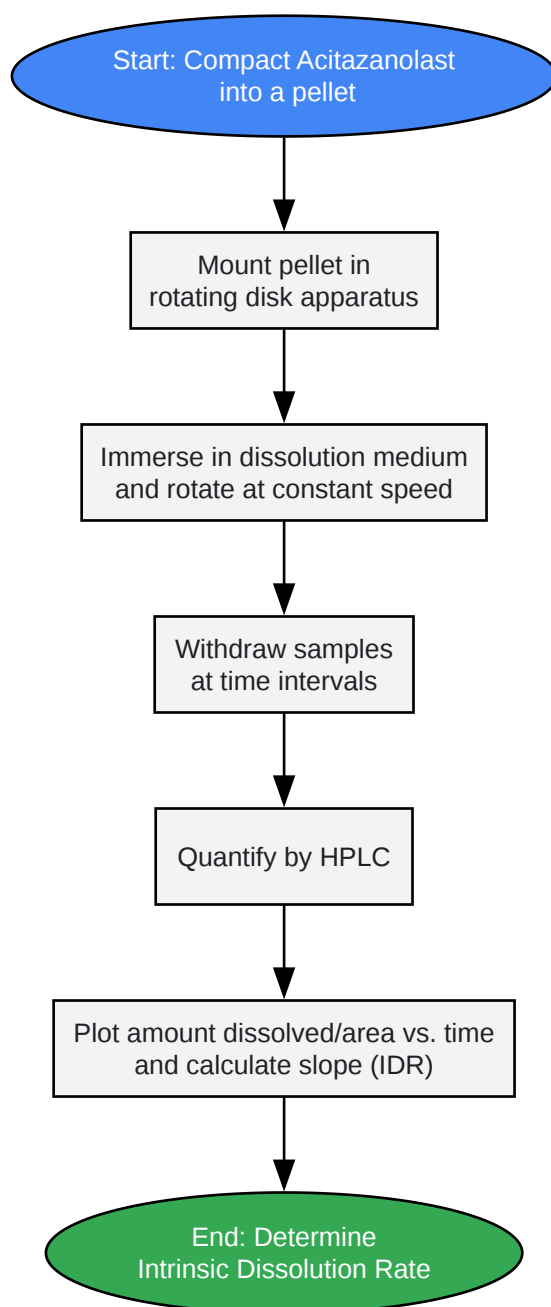 Start: Compact Acitazanolast
into a pellet
Mount pellet in
rotating disk apparatus
Immerse in dissolution medium
and rotate at constant speed
Withdraw samples
at time intervals
Quantify by HPLC
Plot amount dissolved/area vs. time
and calculate slope (IDR)
End: Determine
Intrinsic Dissolution Rate